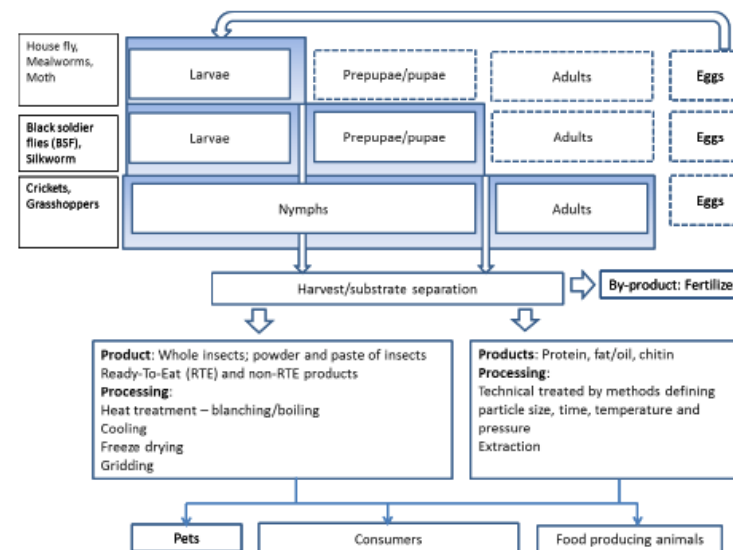 House fly,
Mealworms,
Moth
Larvae
Prepupae/pupae
Adults
Eggs
Black soldier
flies (BSF),
Silkworm
Larvae
Prepupae/pupae
Adults
Eggs
Crickets,
Grasshoppers
Nymphs
Adults
Eggs
Harvest/substrate separation
By-product: Fertilize
Product: Whole insects; powder and paste of insects
Ready-To-Eat (RTE) and non-RTE products
Processing:
Heat treatment – blanching/boiling
Cooling
Freeze drying
Gridding
Products: Protein, fat/oil, chitin
Processing:
Technical treated by methods defining
particle size, time, temperature and
pressure
Extraction
Pets
Consumers
Food producing animals